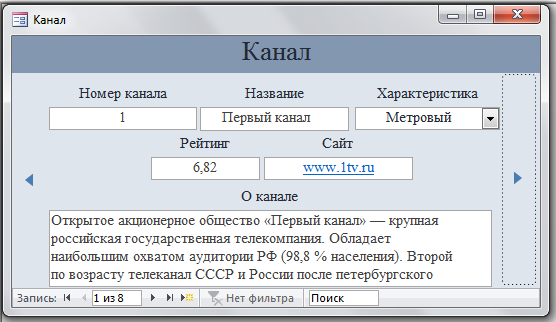 Канал
Канал
Номер канала Название Характеристика
1 Первый канал Метровый
Рейтинг Сайт
6,82 www.1tv.ru
О канале
Открытое акционерное общество «Первый канал» — крупная
российская государственная телекомпания. Обладает
наибольшим охватом аудитории РФ (98,8 % населения). Второй
по возрасту телеканал СССР и России после петербургского
Запись: 1 из 8 Нет фильтра Поиск